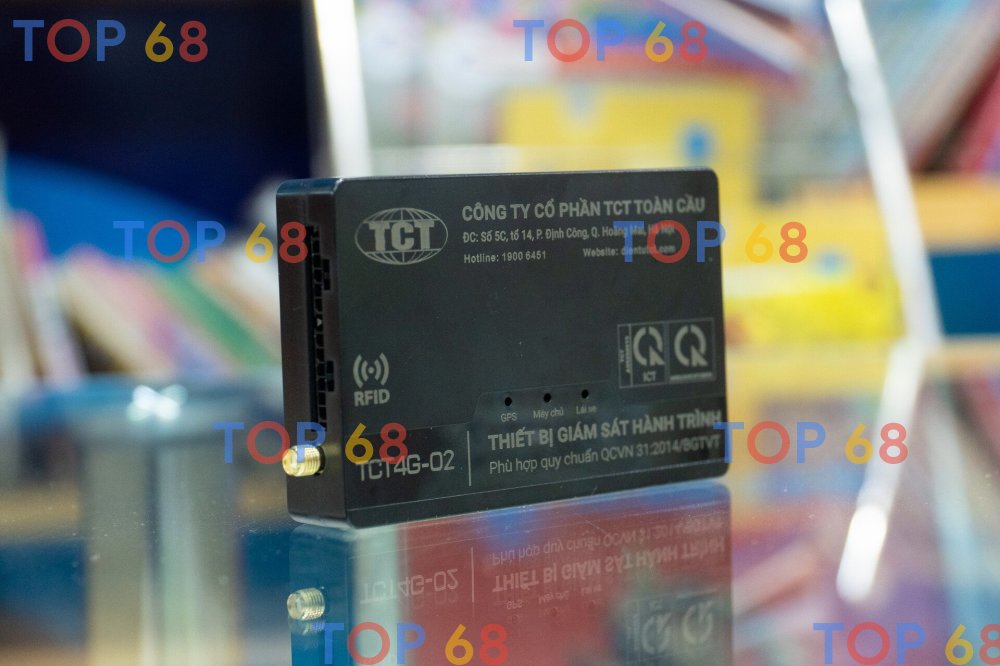 TOP 68
TOP 68
CÔNG TY CỔ PHẦN TCT TOÀN CẦU
TCT
ĐC: Số 5C, tổ 14, P. Định Công, Q. Hoàng Mai, Hà Nội
TOP 68
TOP 68
Hotline: 1900 6451
Website:
RFID
ICT
GPS
Máy chủ
Lái xe
TOP 68
TOP 68
THIẾT BỊ GIÁM SÁT HÀNH TRÌNH
TCT4G-02
Phù hợp quy chuẩn QCVN 31:2014/BGTVT
TOP 68
TOP 68